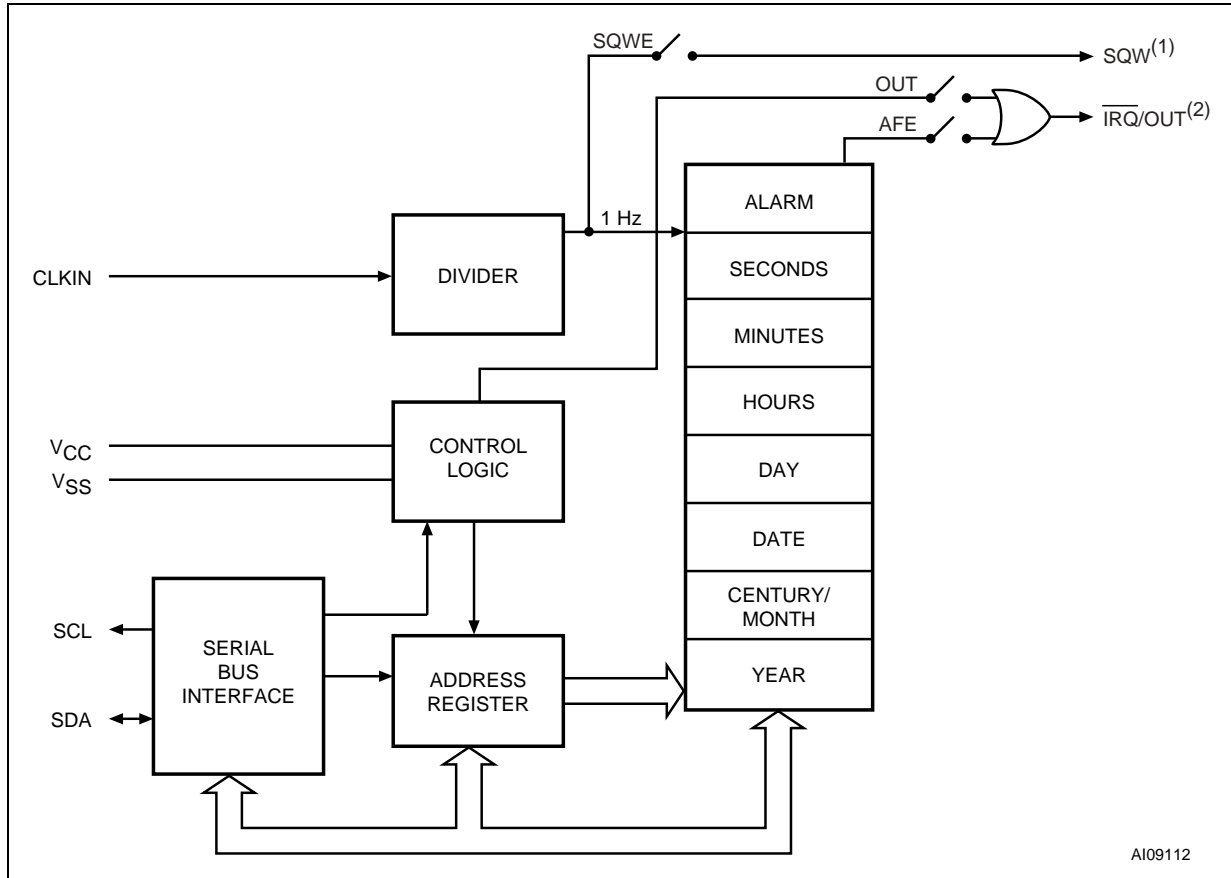 SQWE
SQW(1)
OUT
AFE
IRQ/OUT(2)
ALARM
1 Hz
CLKIN
DIVIDER
SECONDS
MINUTES
HOURS
VCC
VSS
CONTROL
LOGIC
DAY
DATE
CENTURY/
MONTH
SCL
SDA
SERIAL
BUS
INTERFACE
ADDRESS
REGISTER
YEAR
AI09112